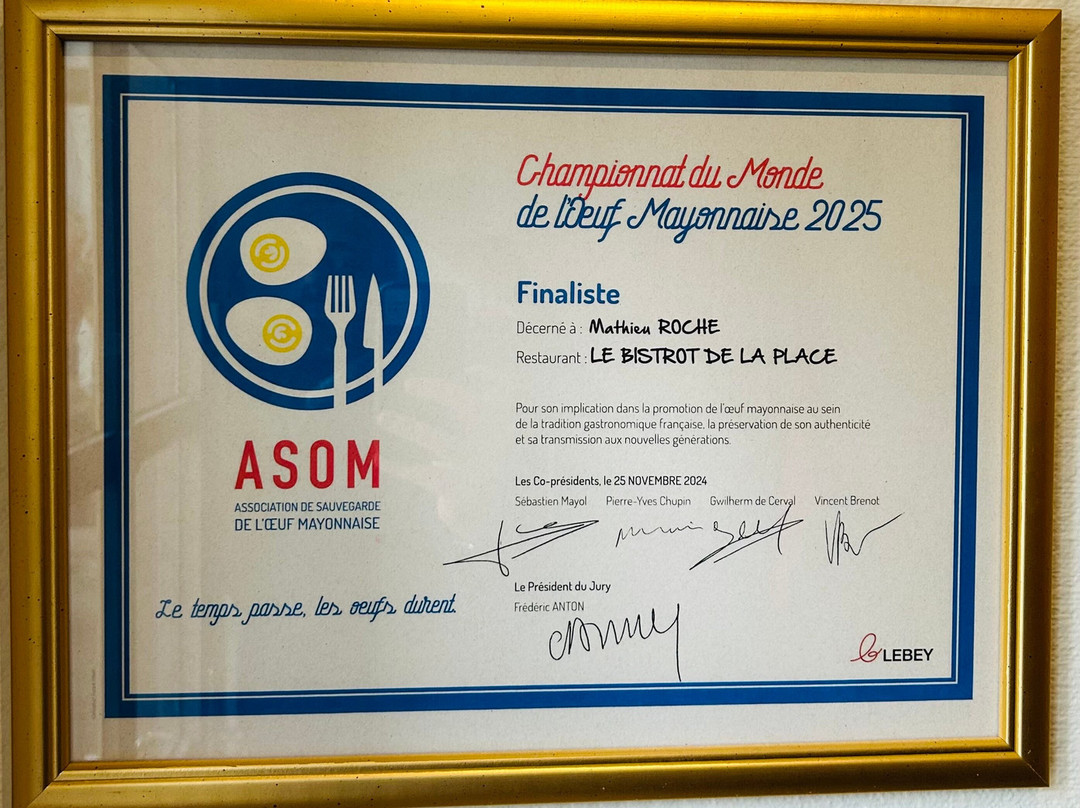 Championnat du Monde
de l'Œuf Mayonnaise 2025
Finaliste
Décerné à : Mathieu ROCHE
Restaurant : LE BISTROT DE LA PLACE
Pour son implication dans la promotion de l'œuf mayonnaise au sein
de la tradition gastronomique française, la préservation de son authenticité
et sa transmission aux nouvelles générations.
ASOM
ASSOCIATION DE SAUVEGARDE
DE L'ŒUF MAYONNAISE
Le temps passe, les oeufs durent.
Les Co-présidents, le 25 NOVEMBRE 2024
Sébastien Mayol Pierre-Yves Chupin Gwilherm de Cerval Vincent Brenot
Le Président du Jury
Frédéric ANTON
LEBEY